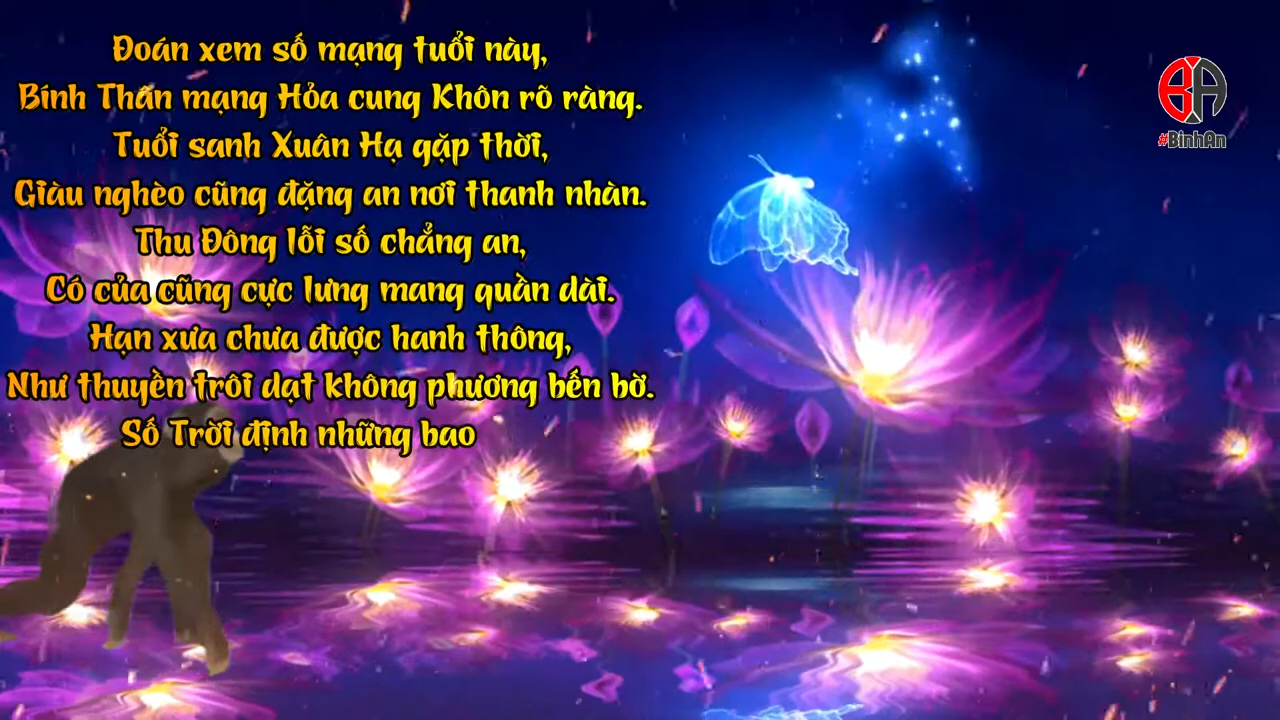 Đoán xem số mạng tuổi này,
Bính Thân mạng Hỏa cung Khôn rõ ràng.
Tuổi sanh Xuân Hạ gặp thời,
Giàu nghèo cũng đặng an nơi thanh nhàn.
Thu Đông lỗi số chẳng an,
Có của cũng cực lưng mang quần dài.
Hạn xưa chưa được hanh thông,
Như thuyền trôi dạt không phương bến bờ.
Số Trời định những bao
BA
#BinhAn